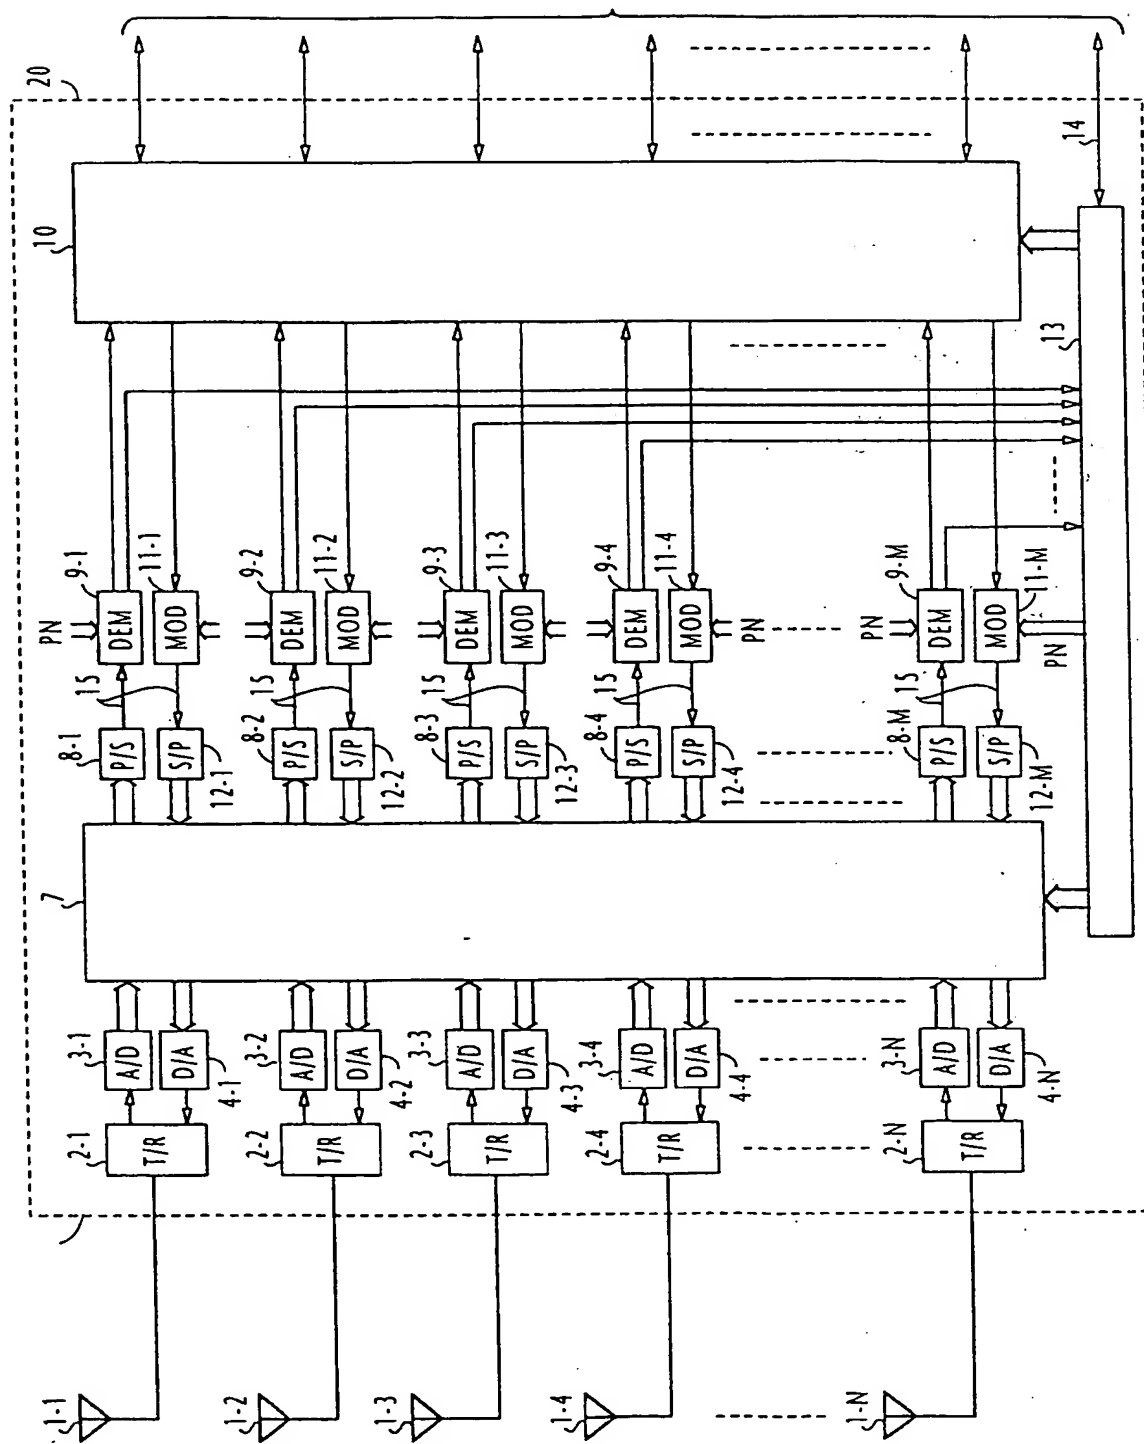 20
14
10
13
PN
9-1
DEM
11-1
MOD
15
8-1
P/S
S/P
12-1
9-2
DEM
11-2
MOD
15
8-2
P/S
S/P
12-2
9-3
DEM
11-3
MOD
15
8-3
P/S
S/P
12-3
9-4
DEM
11-4
MOD
PN
15
8-4
P/S
S/P
12-4
PN
9-M
DEM
11-M
MOD
PN
15
8-M
P/S
S/P
12-M
7
3-1
A/D
D/A
4-1
2-1
T/R
3-2
A/D
D/A
4-2
2-2
T/R
3-3
A/D
D/A
4-3
2-3
T/R
3-4
A/D
D/A
4-4
2-4
T/R
3-N
A/D
D/A
4-N
2-N
T/R
1-1
1-2
1-3
1-4
1-N